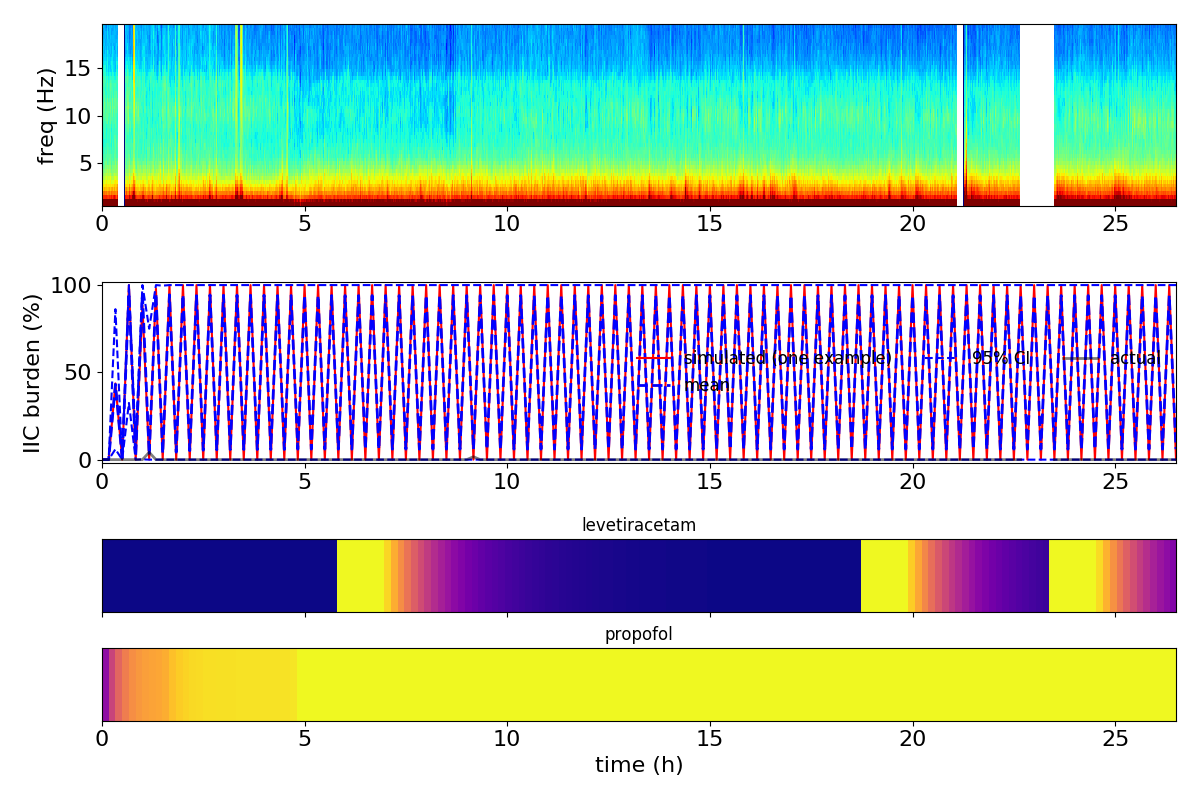 freq (Hz)
15
10
5
0 5 10 15 20 25
IIC burden (%)
100
50
0
simulated (one example) 95% CI actual
mean
0 5 10 15 20 25
levetiracetam
propofol
0 5 10 15 20 25
time (h)